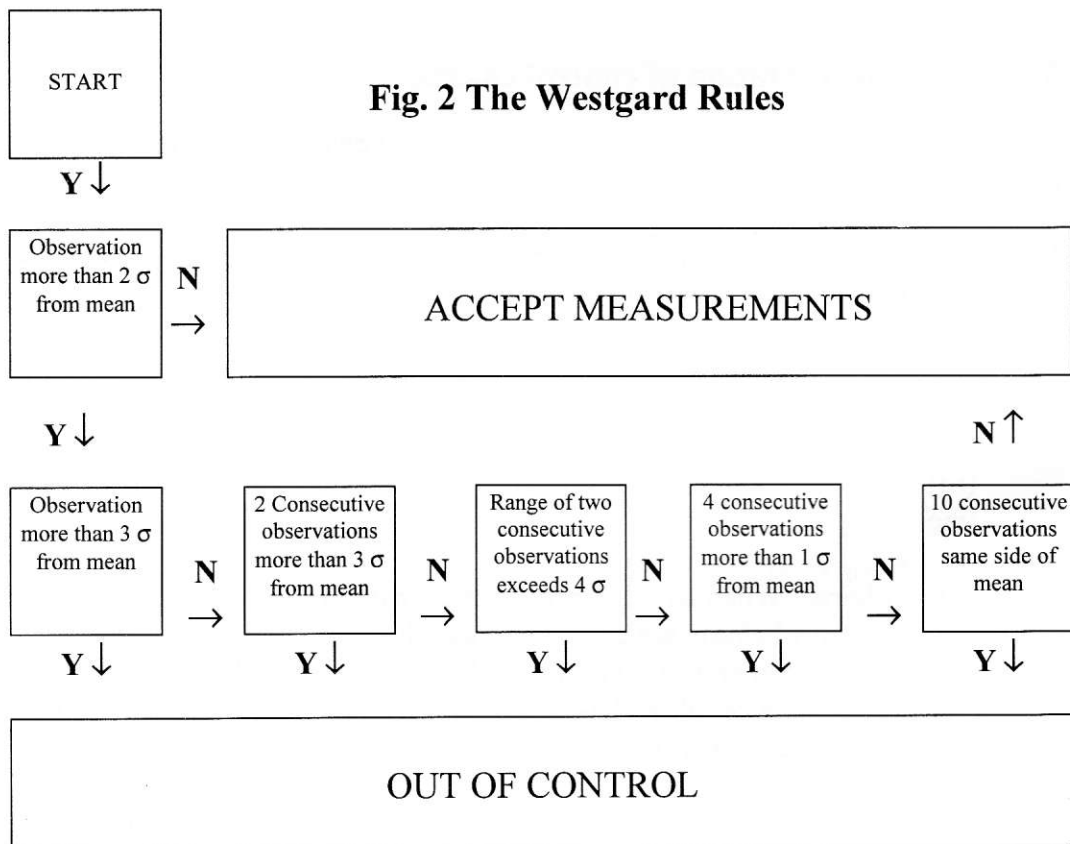 START
Fig. 2 The Westgard Rules
Y ↓
Observation
more than 2 σ
from mean
N
→
ACCEPT MEASUREMENTS
Y ↓
N ↑
Observation
more than 3 σ
from mean
N
→
2 Consecutive
observations
more than 3 σ
from mean
N
→
Range of two
consecutive
observations
exceeds 4 σ
N
→
4 consecutive
observations
more than 1 σ
from mean
N
→
10 consecutive
observations
same side of
mean
Y ↓
Y ↓
Y ↓
Y ↓
Y ↓
OUT OF CONTROL